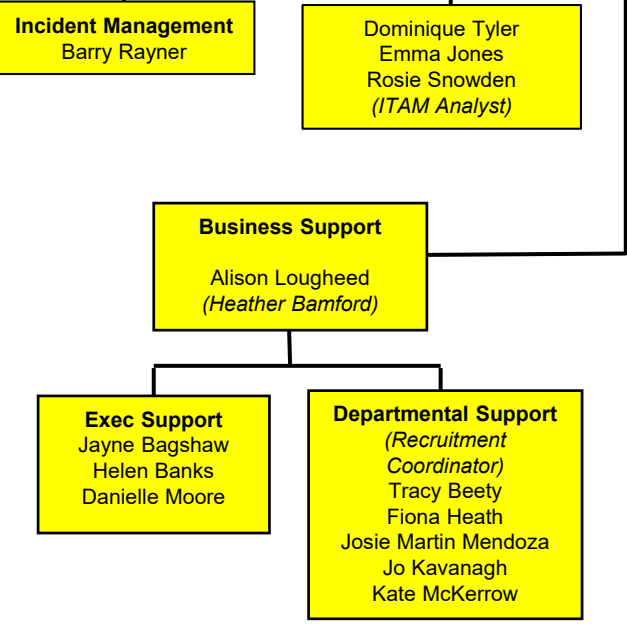 Incident Management
Barry Rayner
Dominique Tyler
Emma Jones
Rosie Snowden
(ITAM Analyst)
Business Support
Alison Lougheed
(Heather Bamford)
Exec Support
Jayne Bagshaw
Helen Banks
Danielle Moore
Departmental Support
(Recruitment
Coordinator)
Tracy Beety
Fiona Heath
Josie Martin Mendoza
Jo Kavanagh
Kate McKerrow